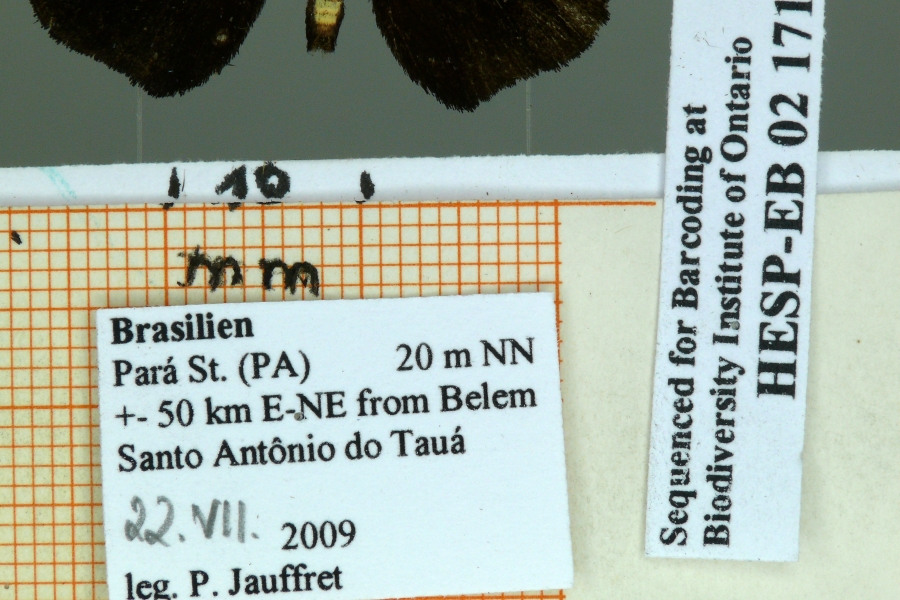 10
mm
Brasilien
Pará St. (PA) 20 m NN
+- 50 km E-NE from Belem
Santo Antônio do Tauá
22.VII. 2009
leg. P. Jauffret
Sequenced for Barcoding at
Biodiversity Institute of Ontario
HESP-EB 02 171